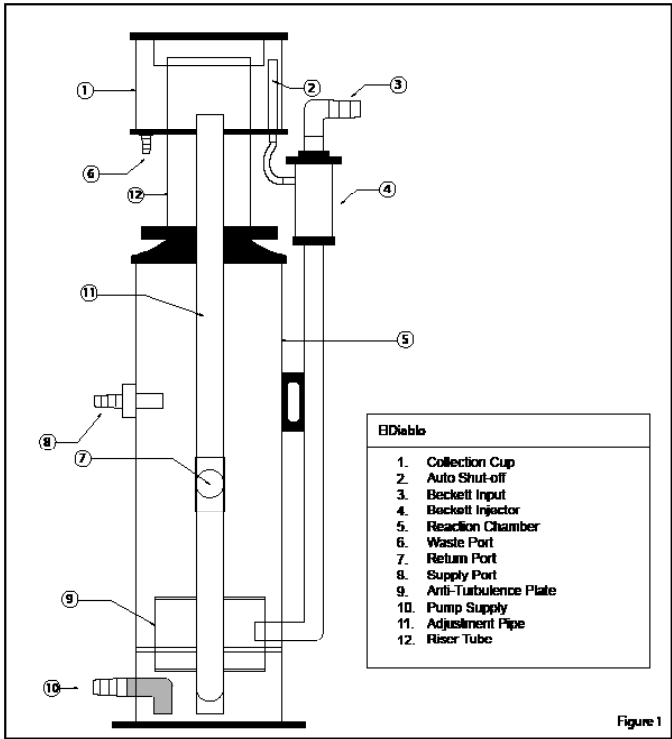 1
2
3
4
6
12
11
5
8
7
9
10
ElDiablo
1. Collection Cup
2. Auto Shut-off
3. Beckett Input
4. Beckett Injector
5. Reaction Chamber
6. Waste Port
7. Return Port
8. Supply Port
9. Anti-Turbulence Plate
10. Pump Supply
11. Adjustment Pipe
12. Riser Tube
Figure 1